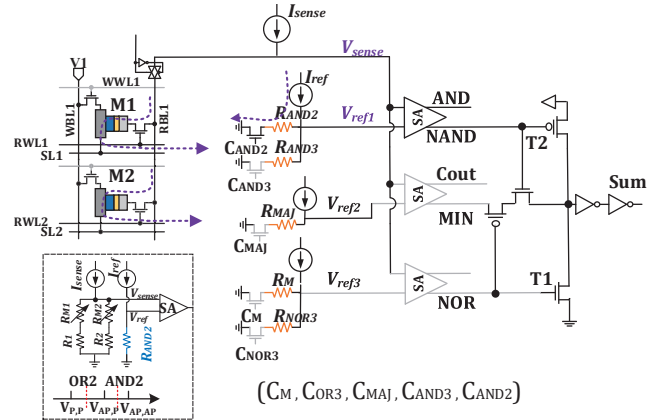 Isense
V1
WWL1
M1
WBL1
RBL1
RWL1
SL1
M2
RWL2
SL2
Vsense
Iref
RAND2
Vref1
CAND2
RAND3
CAND3
RMAJ
Vref2
CMAJ
RM
Vref3
CM
RNOR3
CNOR3
SA
AND
NAND
T2
SA
Cout
MIN
Sum
SA
NOR
T1
Isense
Iref
Vsense
SA
RM1
RM2
Vref
R1
R2
RAND2
OR2 AND2
VP,P VAP,P VAP,AP
(CM, COR3, CMAJ, CAND3, CAND2)